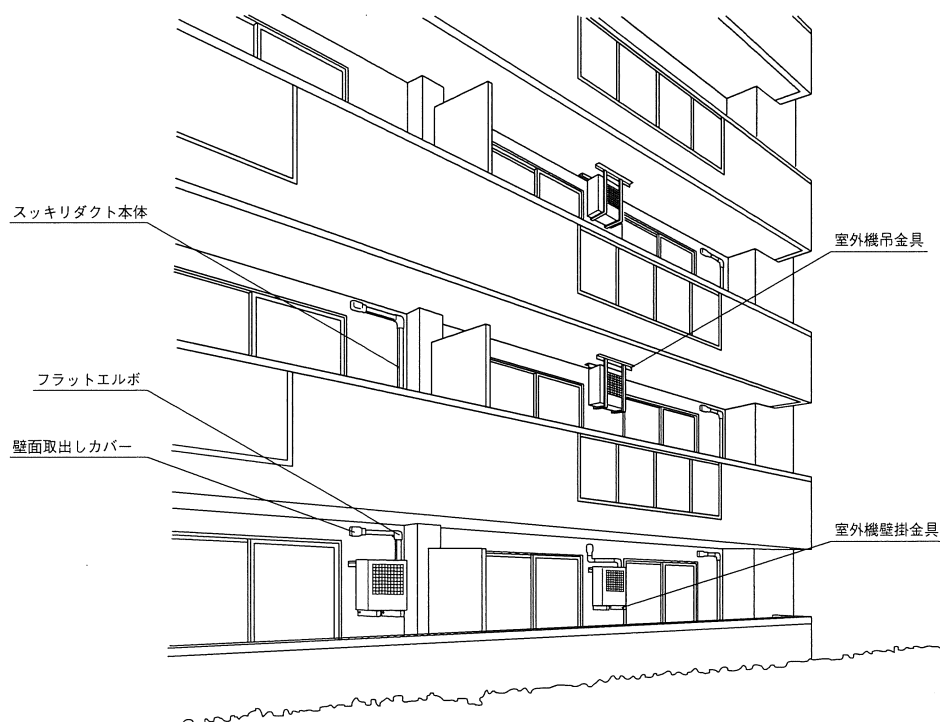 スッキリダクト本体
室外機吊金具
フラットエルボ
壁面取出しカバー
室外機壁掛金具